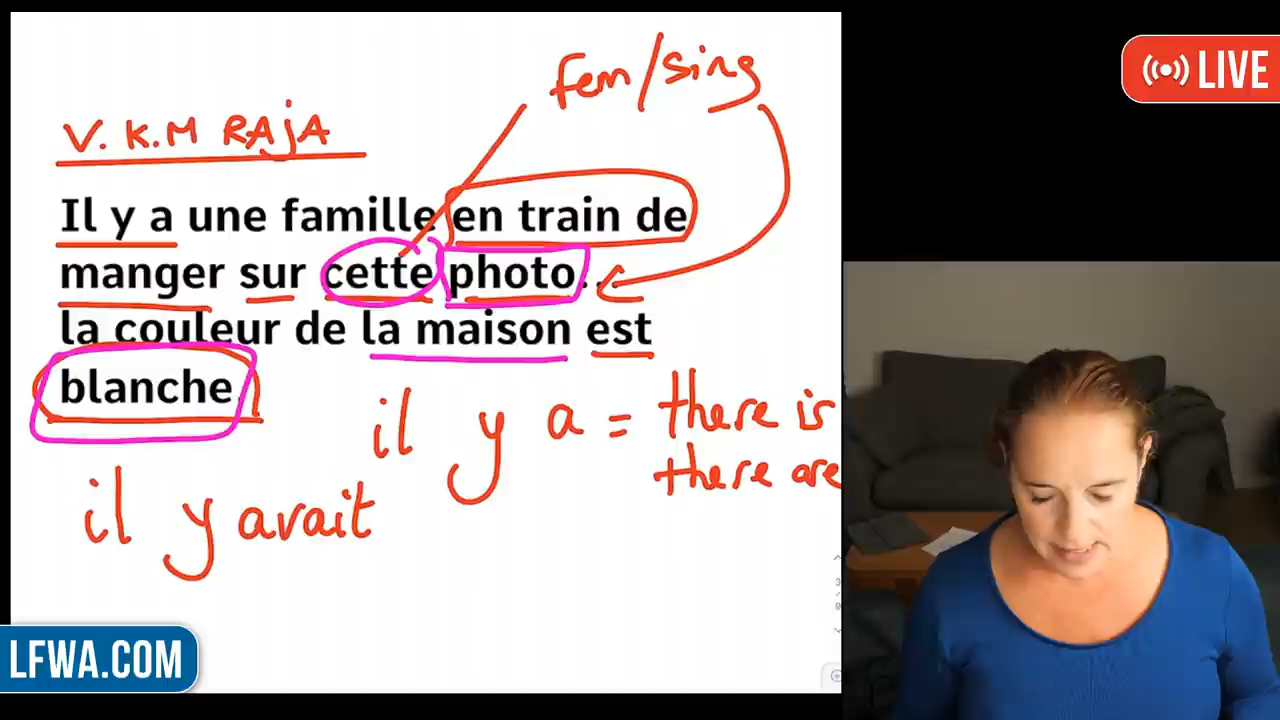 fem/sing
V. K.M RAJA
Il y a une famille en train de
manger sur cette photo..
la couleur de la maison est
blanche
il y a = there is
there are
il y avait
LIVE
LFWA.COM